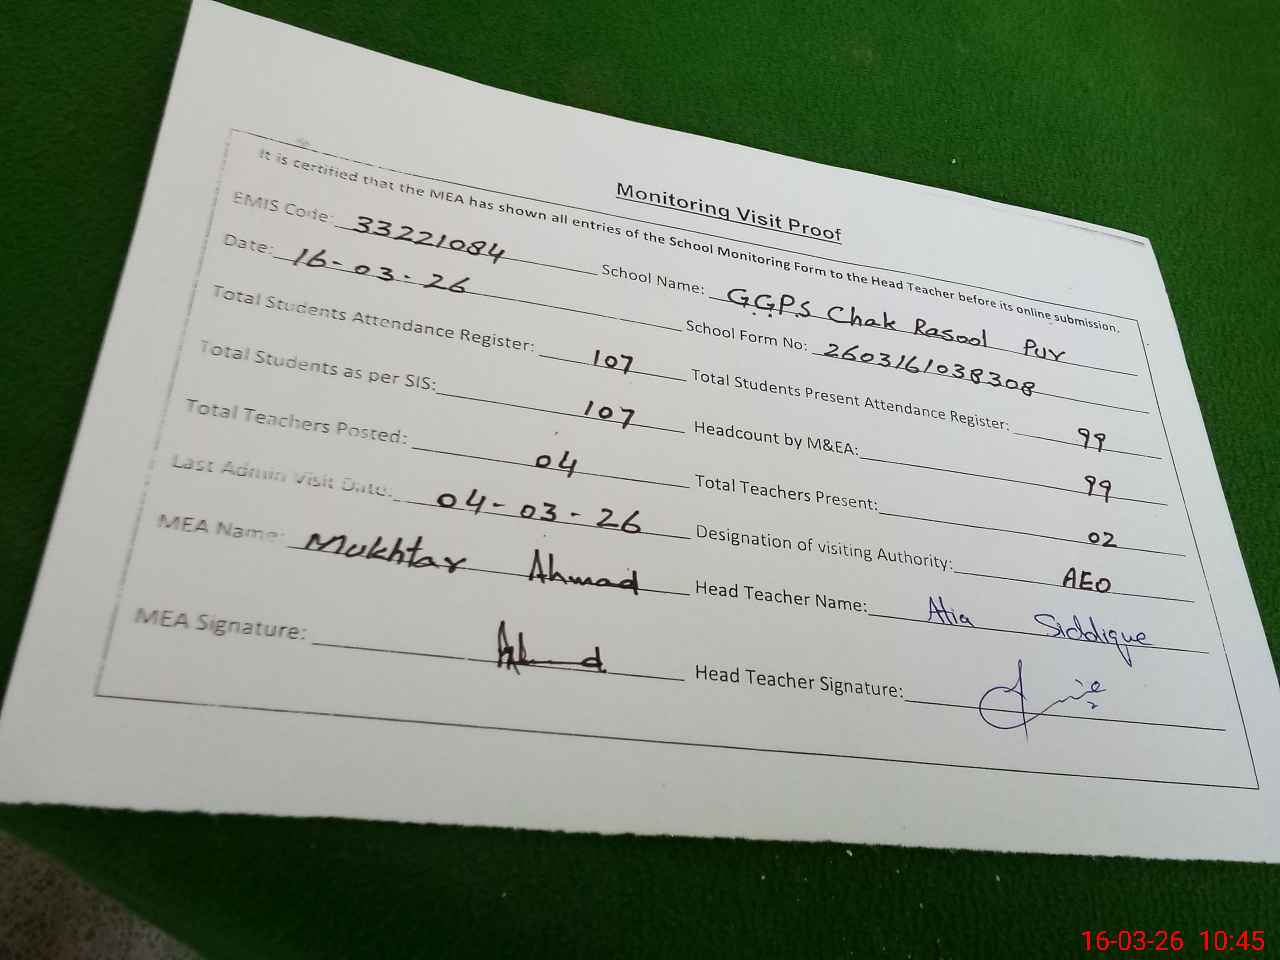 Monitoring Visit Proof
It is certified that the MEA has shown all entries of the School Monitoring Form to the Head Teacher before its online submission.
EMIS Code: 33221084 School Name: G.G.P.S Chak Rasool Pur
Date: 16-03-26 School Form No: 2603161038308
Total Students Attendance Register: 107 Total Students Present Attendance Register: 99
Total Students as per SIS: 107 Headcount by M&EA: 99
Total Teachers Posted: 04 Total Teachers Present: 02
Last Admin Visit Date: 04-03-26 Designation of visiting Authority: AEO
MEA Name: Mukhtar Ahmad Head Teacher Name: Atia Siddique
MEA Signature: Head Teacher Signature:
16-03-26 10:45